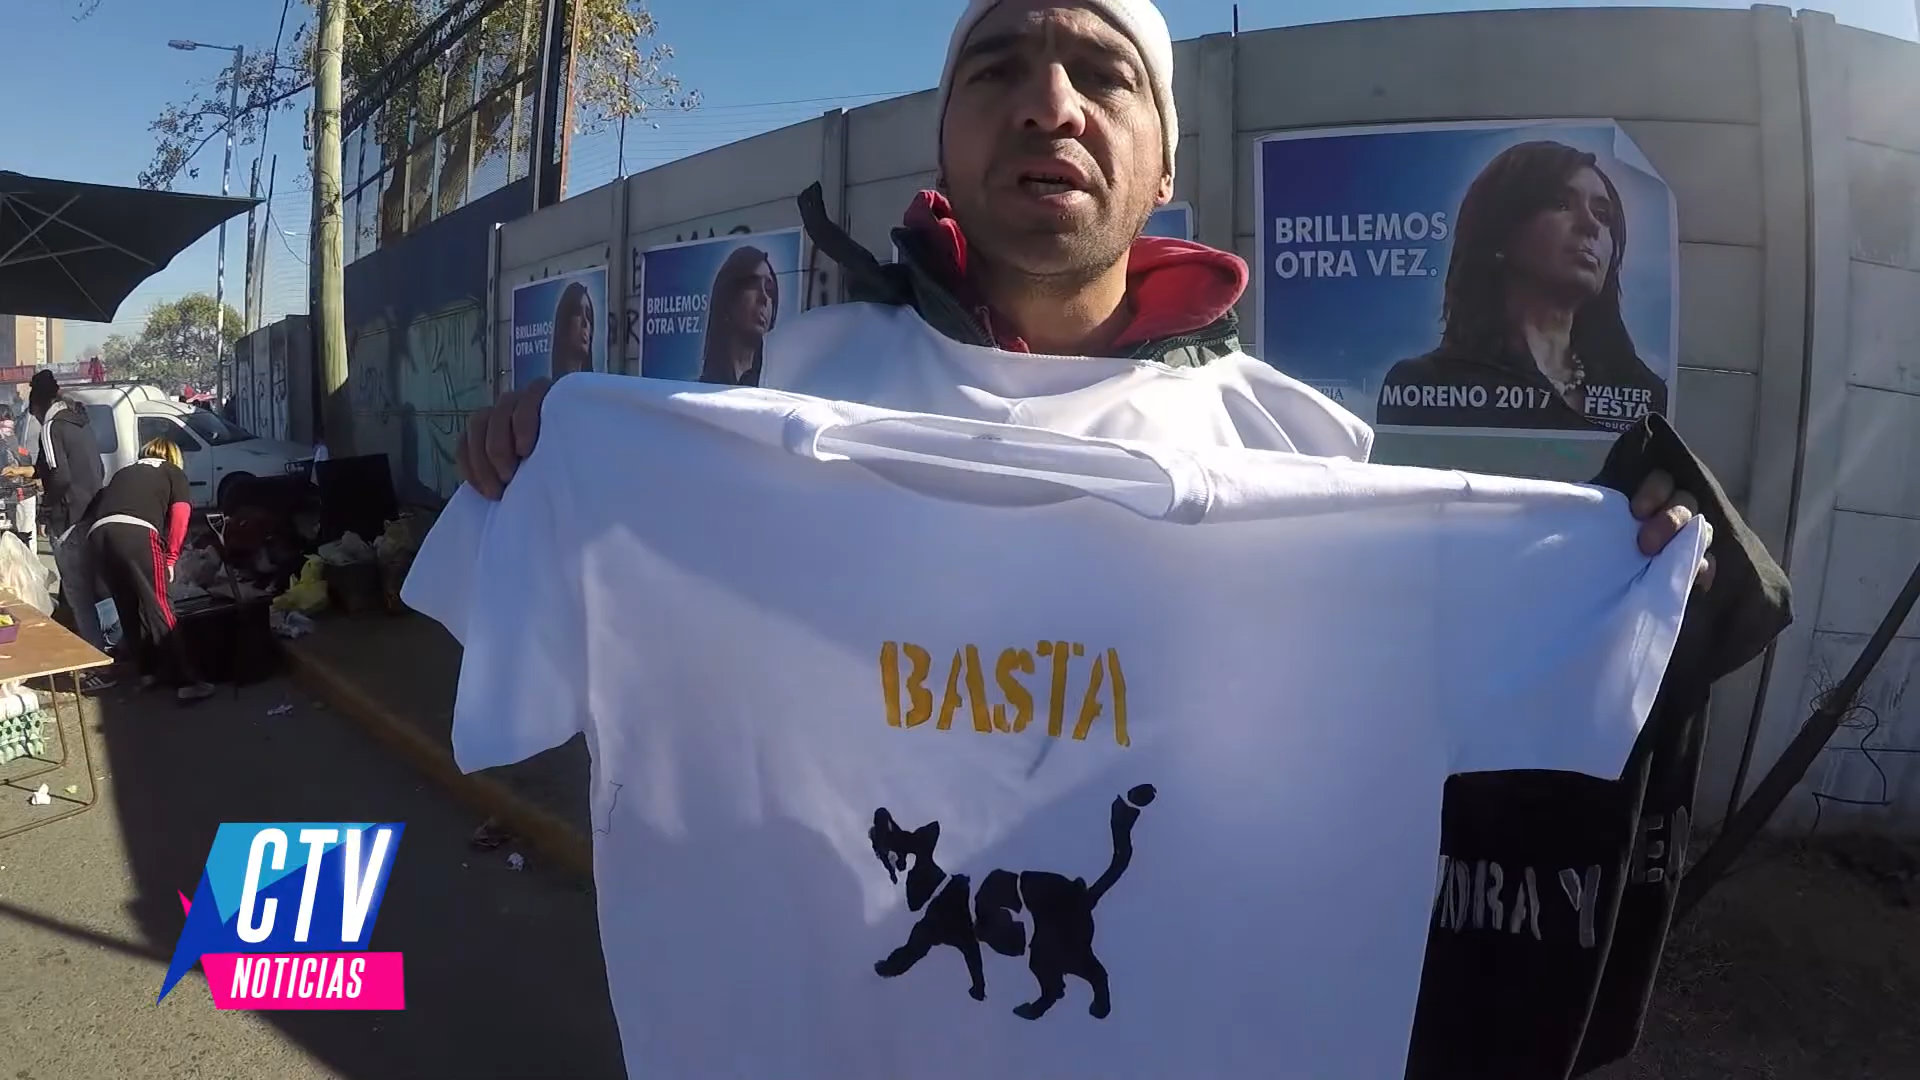 BRILLEMOS
OTRA VEZ.
BRILLEMOS
OTRA VEZ.
BRILLEMOS
OTRA VEZ.
MORENO 2017
WALTER
FESTA
BASTA
CTV
NOTICIAS